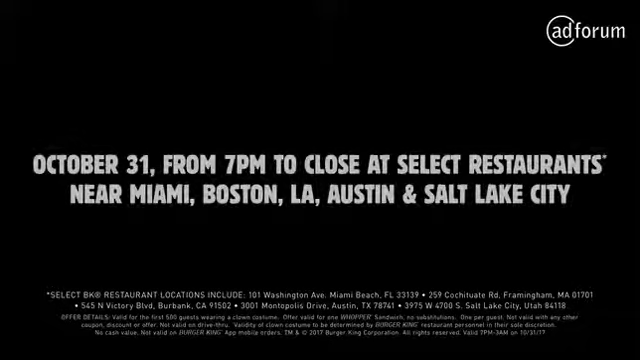 adforum
OCTOBER 31, FROM 7PM TO CLOSE AT SELECT RESTAURANTS*
NEAR MIAMI, BOSTON, LA, AUSTIN & SALT LAKE CITY
*SELECT BK® RESTAURANT LOCATIONS INCLUDE: 101 Washington Ave. Miami Beach, FL 33139 • 259 Cochituate Rd, Framingham, MA 01701
• 545 N Victory Blvd, Burbank, CA 91502 • 3001 Montopolis Drive, Austin, TX 78741 • 3975 W 4700 S. Salt Lake City, Utah 84118
OFFER DETAILS: Valid for the first 500 guests wearing a clown costume. Offer valid for one WHOPPER® Sandwich, no substitutions. One per guest. Not valid with any other
coupon, discount or offer. Not valid on drive-thru. Validity of clown costume to be determined by BURGER KING® restaurant personnel in their sole discretion.
No cash value. Not valid on BURGER KING® App mobile orders. TM & © 2017 Burger King Corporation. All rights reserved. Valid 7PM-3AM on 10/31/17